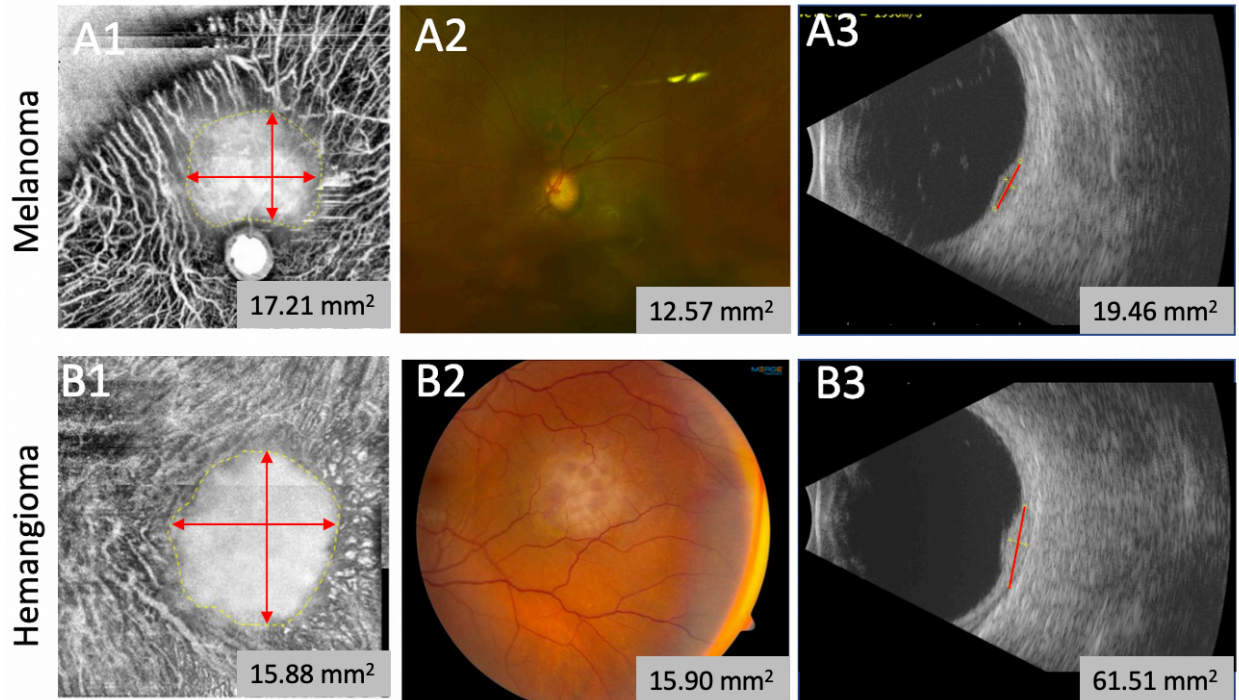 A1
A2
A3
Melanoma
17.21 mm²
12.57 mm²
19.46 mm²
B1
B2
MERGE
B3
Hemangioma
15.88 mm²
15.90 mm²
61.51 mm²